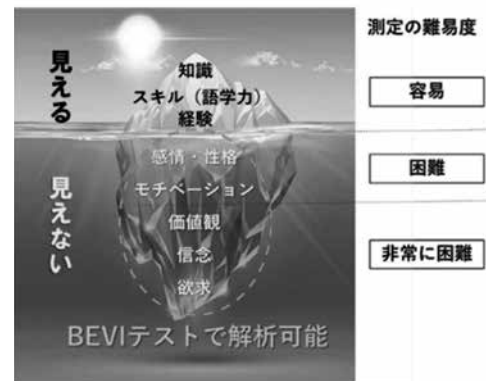 測定の難易度
見える
知識
スキル（語学力）
経験
容易
見えない
感情・性格
モチベーション
価値観
信念
欲求
困難
非常に困難
BEVIテストで解析可能